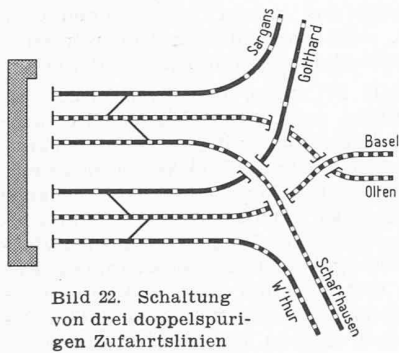 Sargans
Gotthard
Basel
Olten
Schaffhausen
W'thur
Bild 22. Schaltung
von drei doppelspuri-
gen Zufahrtslinien